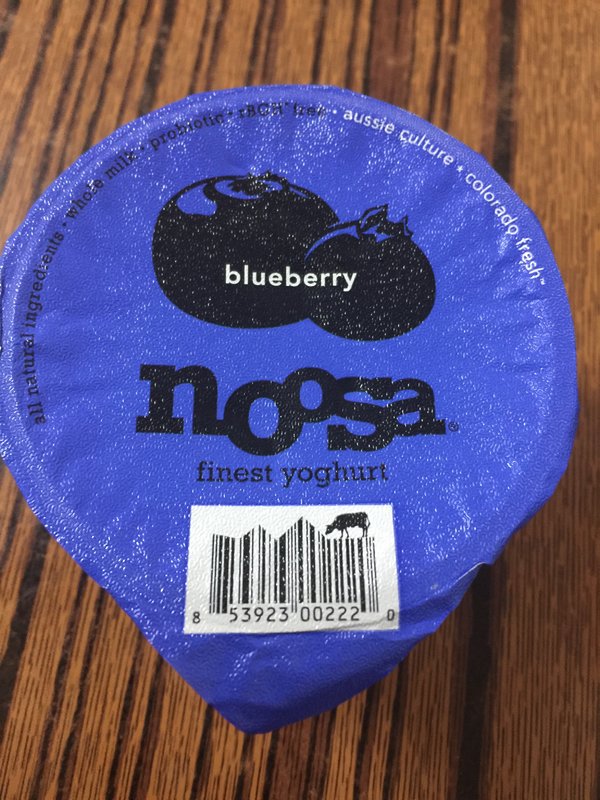 all natural ingredients • whole milk • probiotic • rBGH free • aussie culture • colorado fresh™
blueberry
noosa®
finest yoghurt
8 53923 00222 0